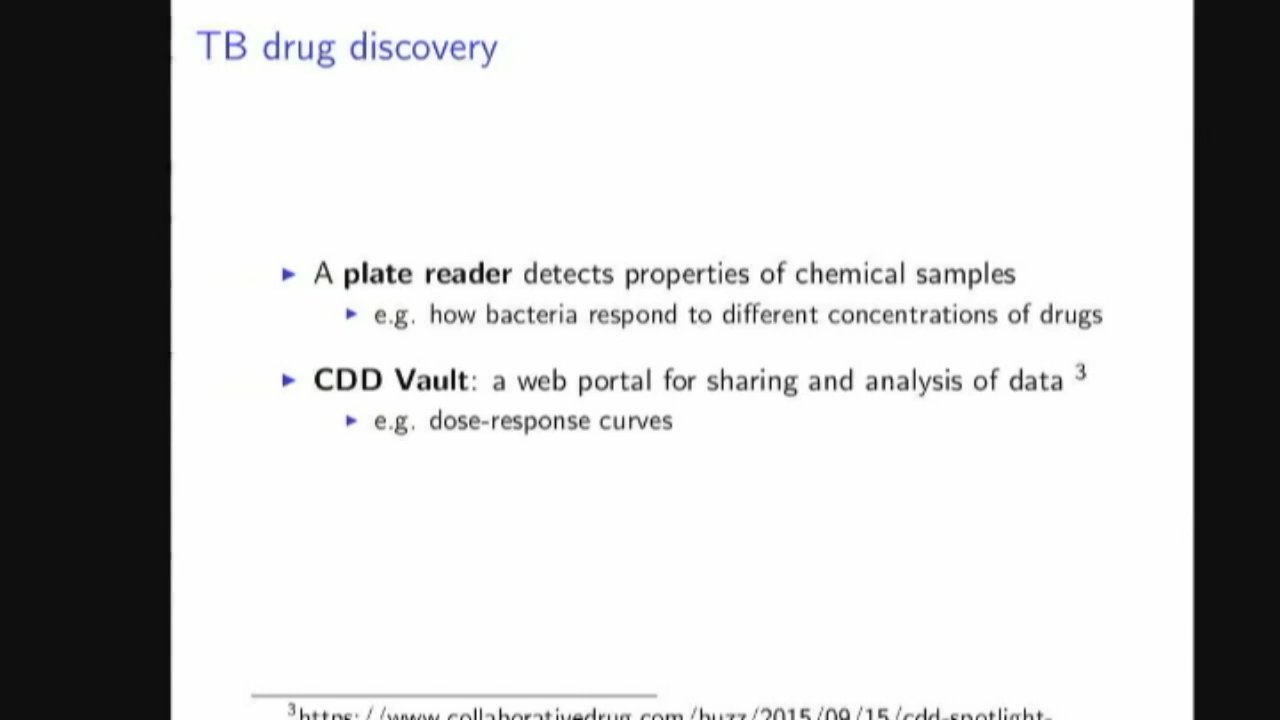 TB drug discovery
▶ A plate reader detects properties of chemical samples
▶ e.g. how bacteria respond to different concentrations of drugs
▶ CDD Vault: a web portal for sharing and analysis of data 3
▶ e.g. dose-response curves
3https://www.collaborativedrug.com/buzz/2015/09/15/cdd-spotlight-